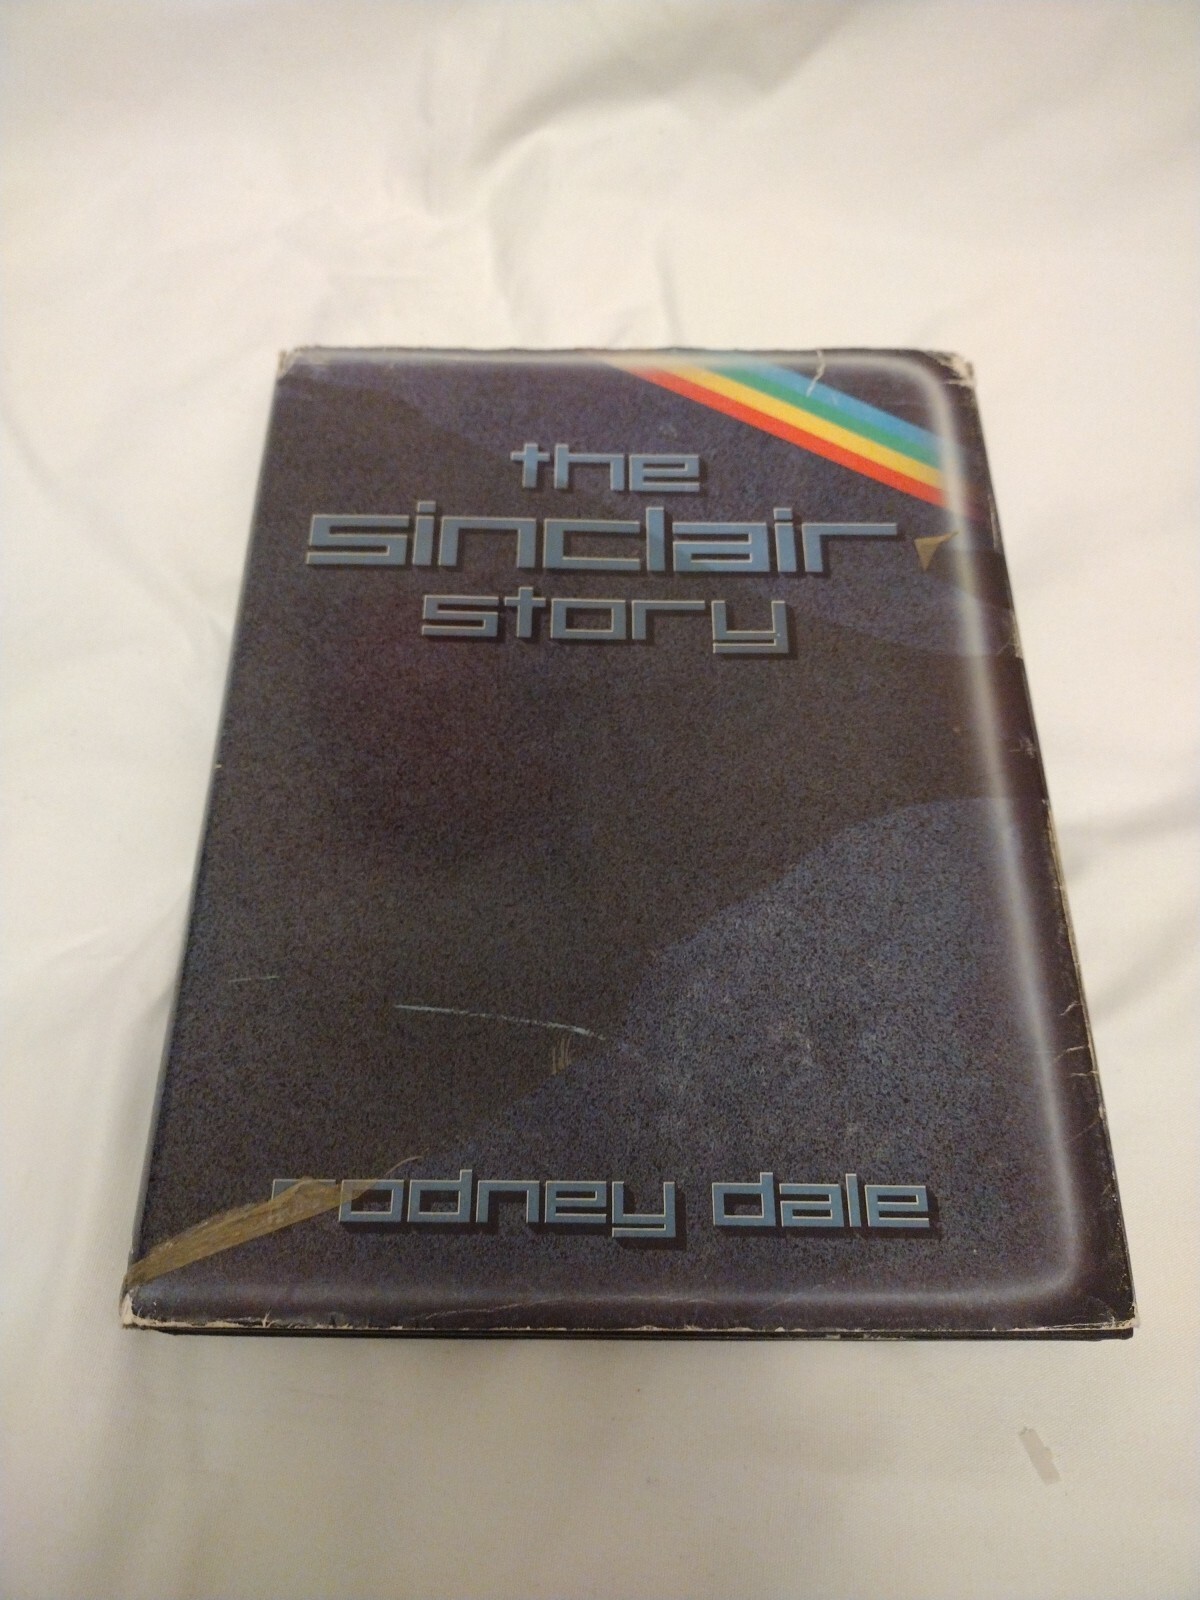 the
sinclair
story
rodney dale